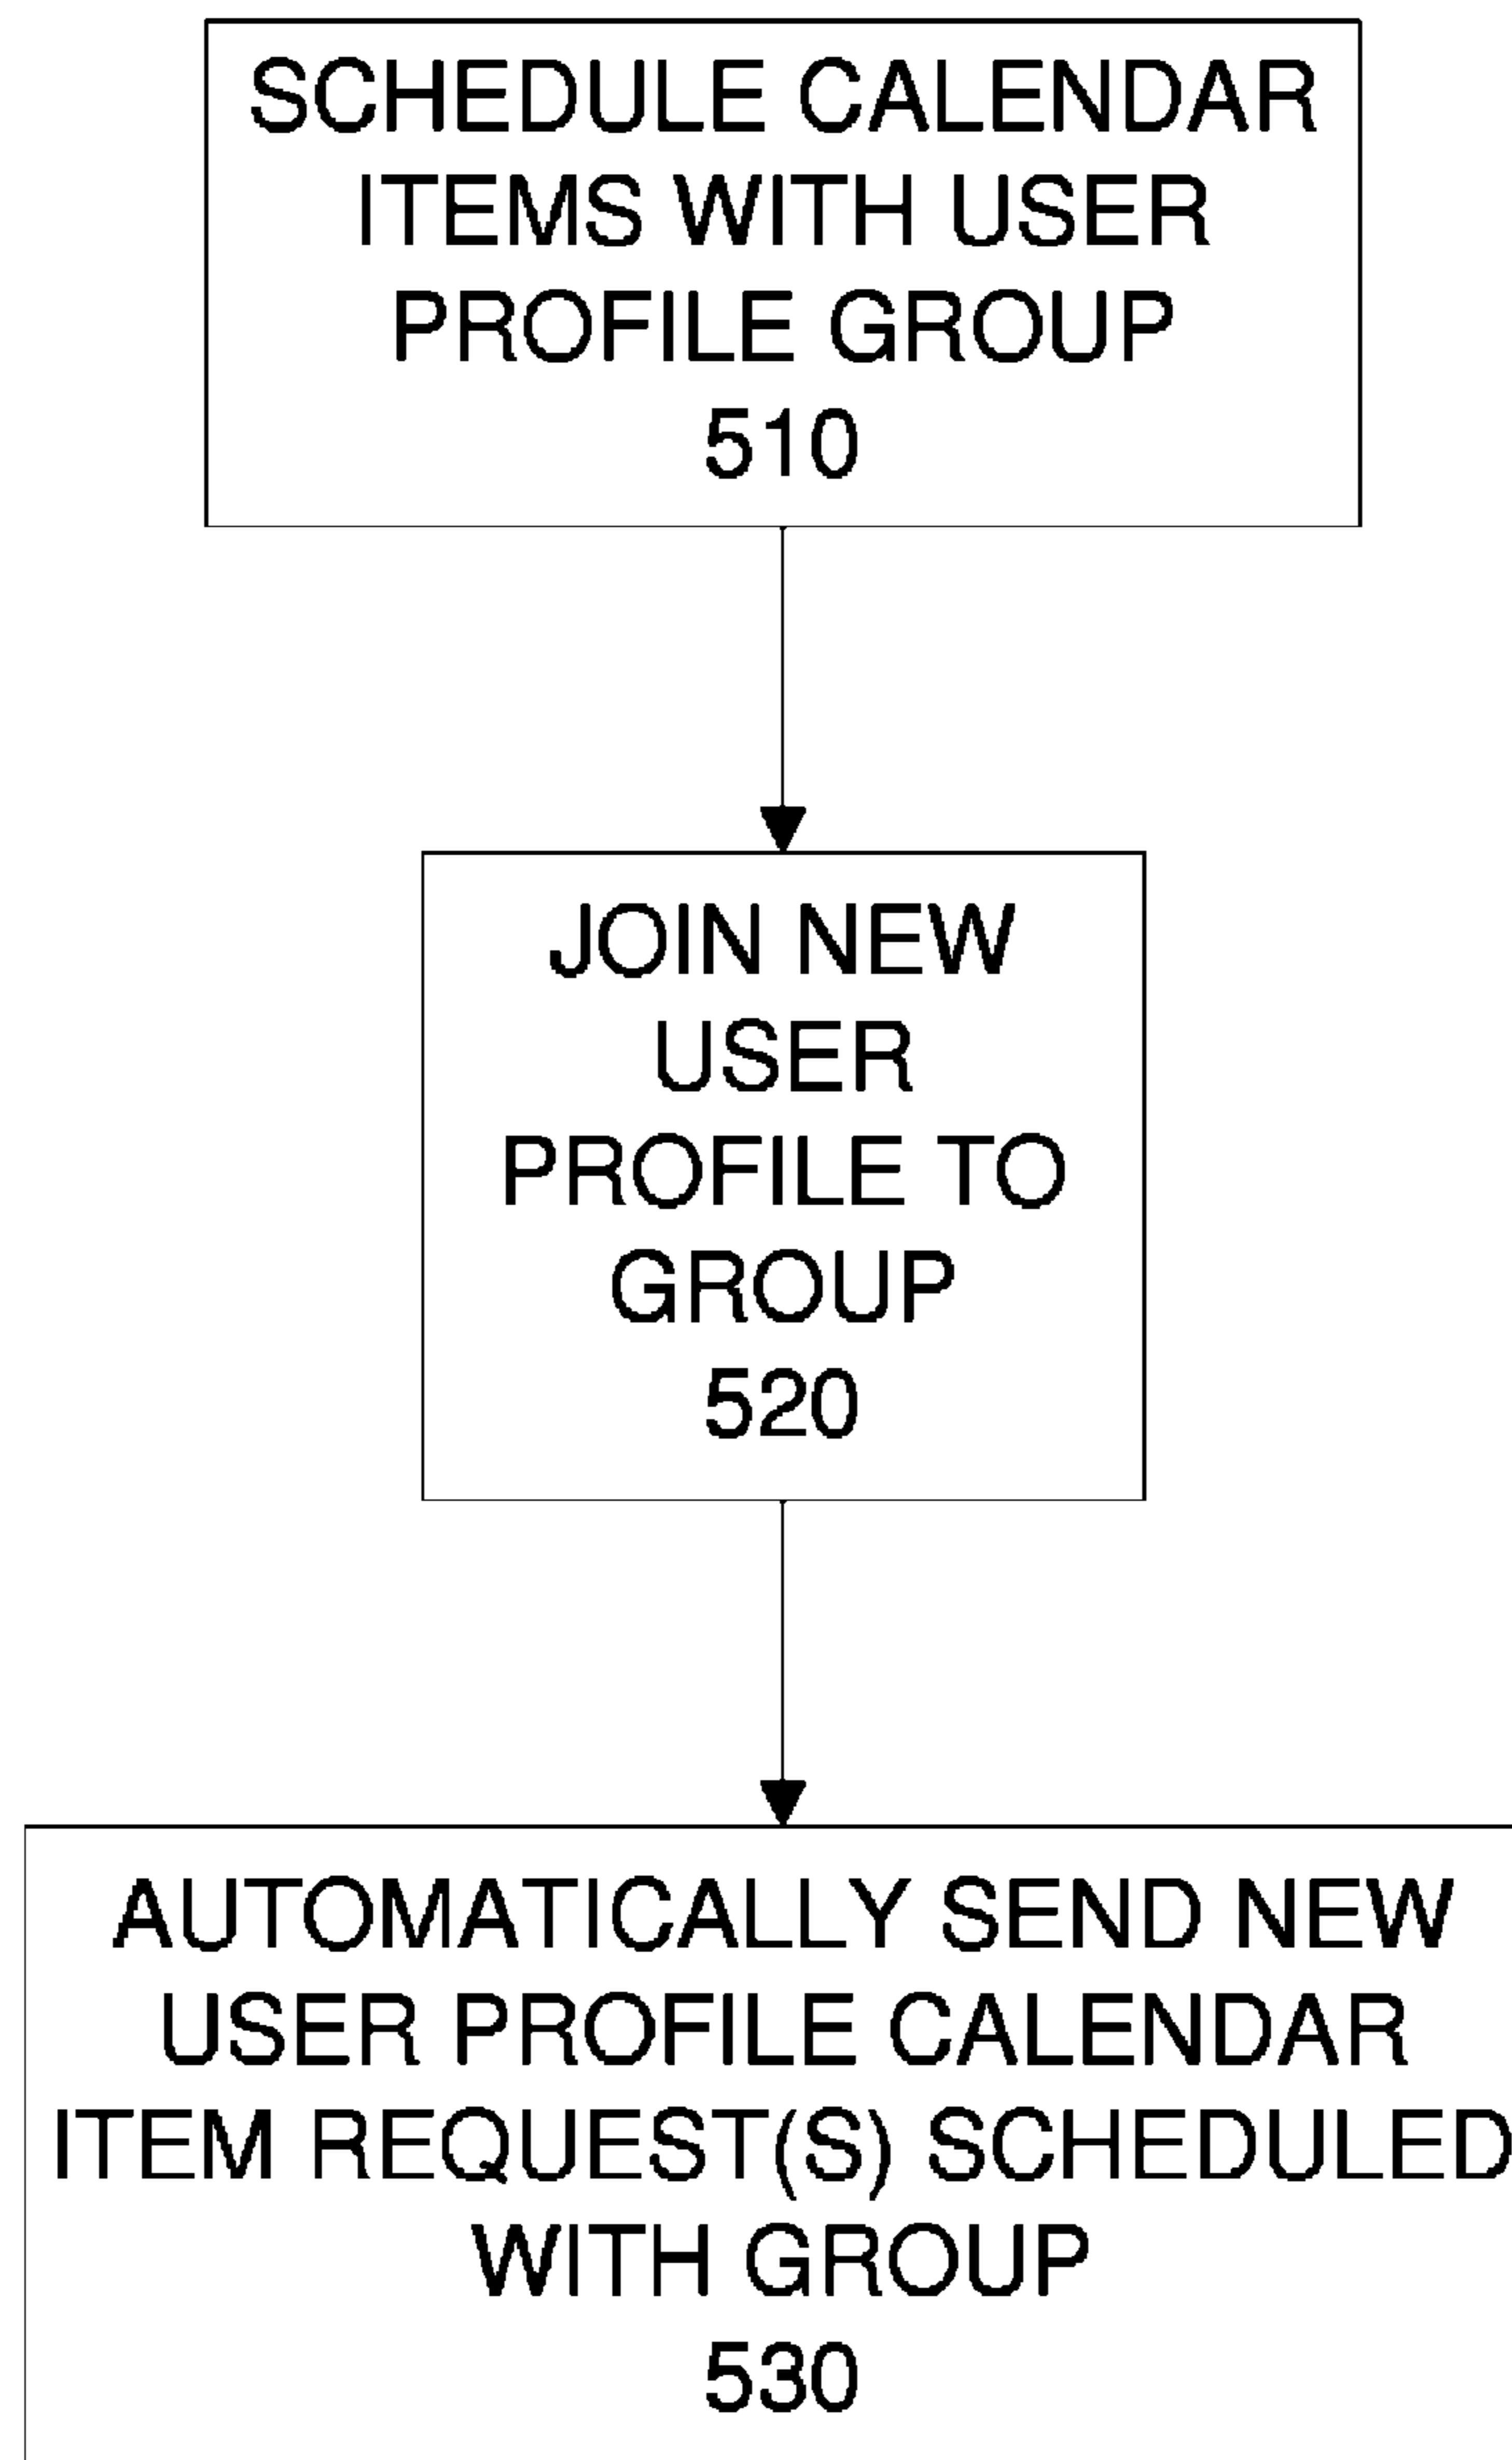 SCHEDULE CALENDAR
ITEMS WITH USER
PROFILE GROUP
510
JOIN NEW
USER
PROFILE TO
GROUP
520
AUTOMATICALLY SEND NEW
USER PROFILE CALENDAR
ITEM REQUEST(S) SCHEDULED
WITH GROUP
530